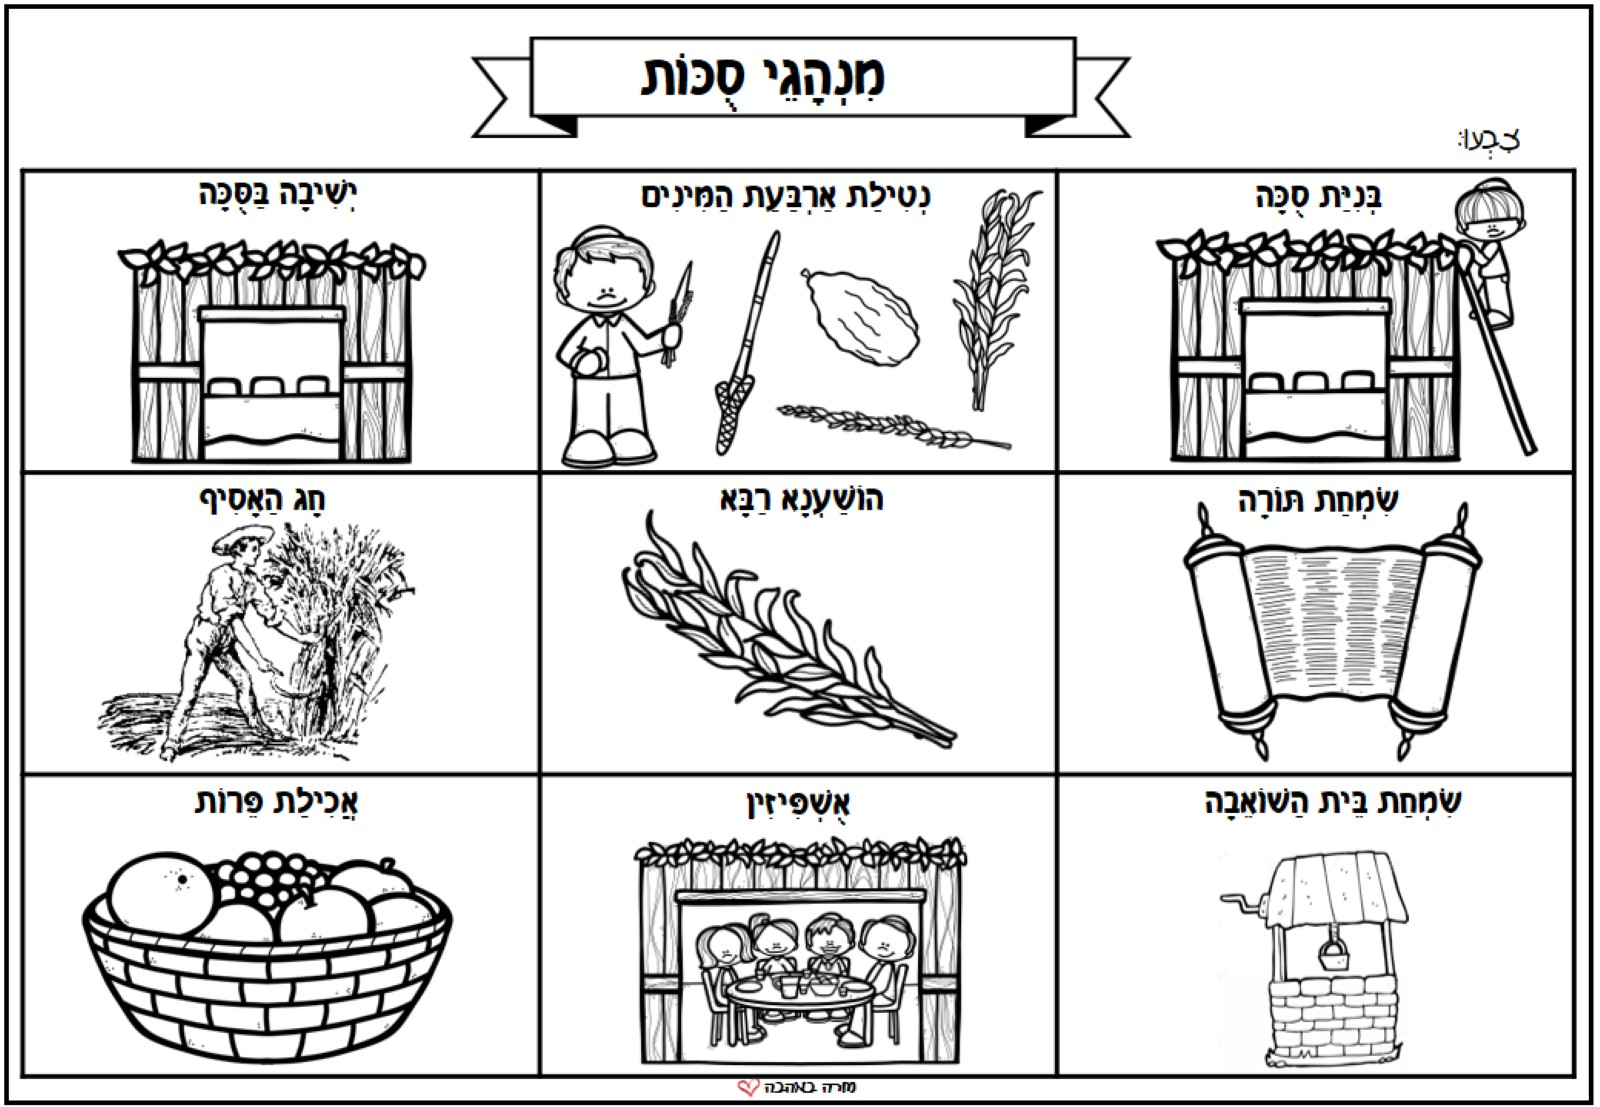 מִנְהֲגֵי סֻכּוֹת
צִבְעוּ:
בְּנִיַּת סֻכָּה
נְטִילַת אַרְבַּעַת הַמִּינִים
יְשִׁיבָה בַּסֻּכָּה
שִׂמְחַת תּוֹרָה
הוֹשַׁעְנָא רַבָּא
חָג הַאָסִיף
שִׂמְחַת בֵּית הַשּׁוֹאֵבָה
אֻשְׁפִּיזִין
אֲכִילַת פֵּרוֹת
מורה באהבה